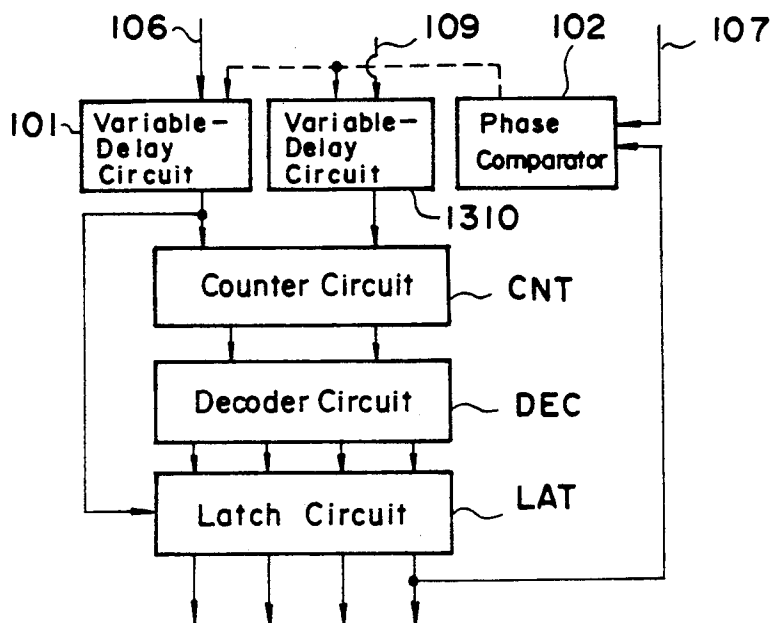 106
109
102
107
101
Variable-
Delay
Circuit
Variable-
Delay
Circuit
Phase
Comparator
1310
Counter Circuit
CNT
Decoder Circuit
DEC
Latch Circuit
LAT